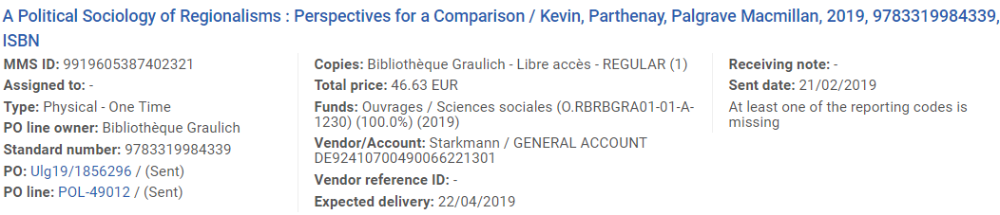 A Political Sociology of Regionalisms : Perspectives for a Comparison / Kevin, Parthenay, Palgrave Macmillan, 2019, 9783319984339,
ISBN
MMS ID: 9919605387402321
Assigned to: -
Type: Physical - One Time
PO line owner: Bibliothèque Graulich
Standard number: 9783319984339
PO: Ulg19/1856296 / (Sent)
PO line: POL-49012 / (Sent)
Copies: Bibliothèque Graulich - Libre accès - REGULAR (1)
Total price: 46.63 EUR
Funds: Ouvrages / Sciences sociales (O.RBRBGRA01-01-A-
1230) (100.0%) (2019)
Vendor/Account: Starkmann / GENERAL ACCOUNT
DE92410700490066221301
Vendor reference ID: -
Expected delivery: 22/04/2019
Receiving note: -
Sent date: 21/02/2019
At least one of the reporting codes is
missing